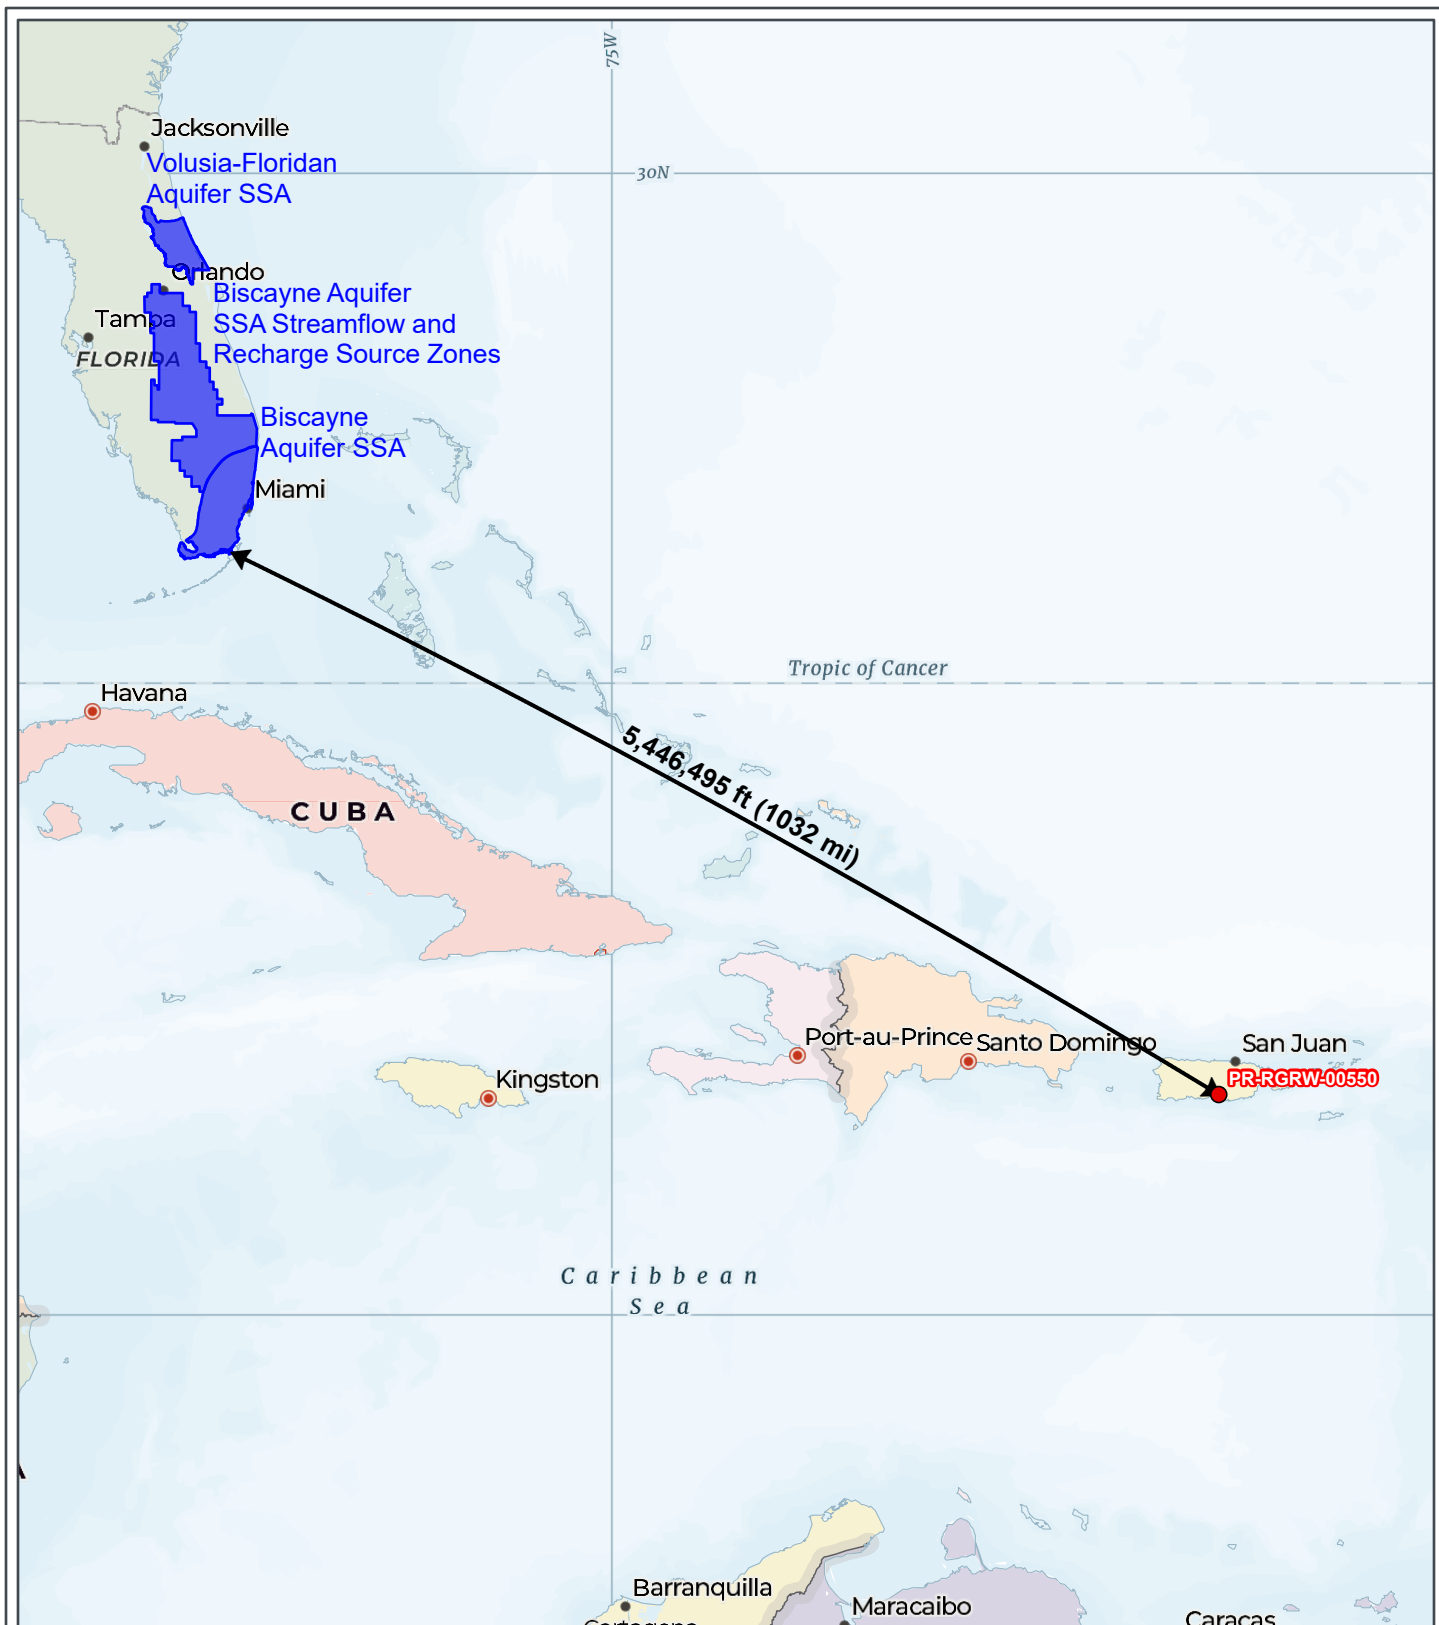 75W
Jacksonville
Volusia-Floridan
Aquifer SSA
30N
Orlando
Biscayne Aquifer
SSA Streamflow and
Recharge Source Zones
Tampa
FLORIDA
Biscayne
Aquifer SSA
Miami
Tropic of Cancer
Havana
5,446,495 ft (1032 mi)
CUBA
Port-au-Prince
Santo Domingo
San Juan
PR-RGRW-00550
Kingston
Caribbean
Sea
Barranquilla
Maracaibo
Cartagena
Caracas